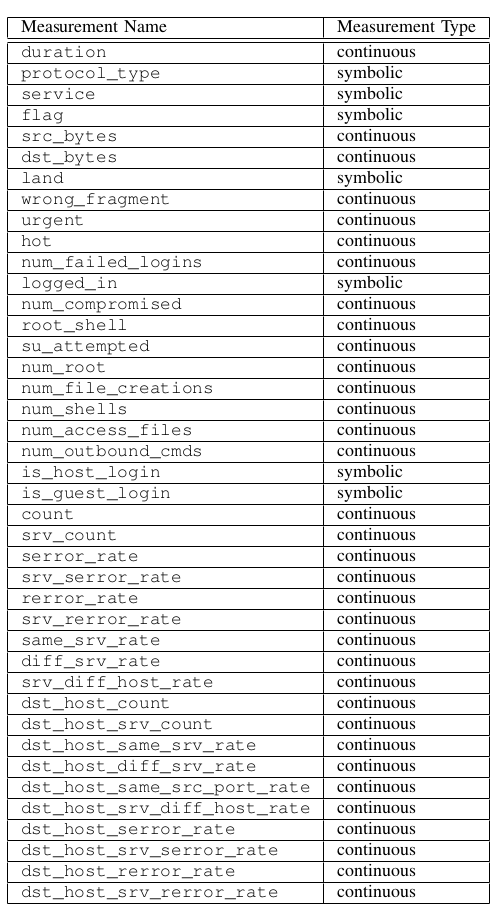 Measurement Name Measurement Type
duration continuous
protocol_type symbolic
service symbolic
flag symbolic
src_bytes continuous
dst_bytes continuous
land symbolic
wrong_fragment continuous
urgent continuous
hot continuous
num_failed_logins continuous
logged_in symbolic
num_compromised continuous
root_shell continuous
su_attempted continuous
num_root continuous
num_file_creations continuous
num_shells continuous
num_access_files continuous
num_outbound_cmds continuous
is_host_login symbolic
is_guest_login symbolic
count continuous
srv_count continuous
serror_rate continuous
srv_serror_rate continuous
rerror_rate continuous
srv_rerror_rate continuous
same_srv_rate continuous
diff_srv_rate continuous
srv_diff_host_rate continuous
dst_host_count continuous
dst_host_srv_count continuous
dst_host_same_srv_rate continuous
dst_host_diff_srv_rate continuous
dst_host_same_src_port_rate continuous
dst_host_srv_diff_host_rate continuous
dst_host_serror_rate continuous
dst_host_srv_serror_rate continuous
dst_host_rerror_rate continuous
dst_host_srv_rerror_rate continuous